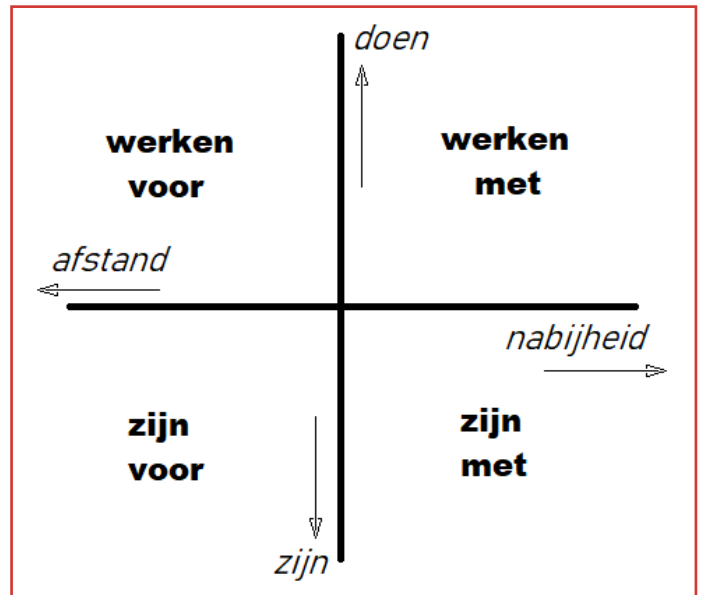 doen
werken
voor
werken
met
afstand
nabijheid
zijn
voor
zijn
met
zijn